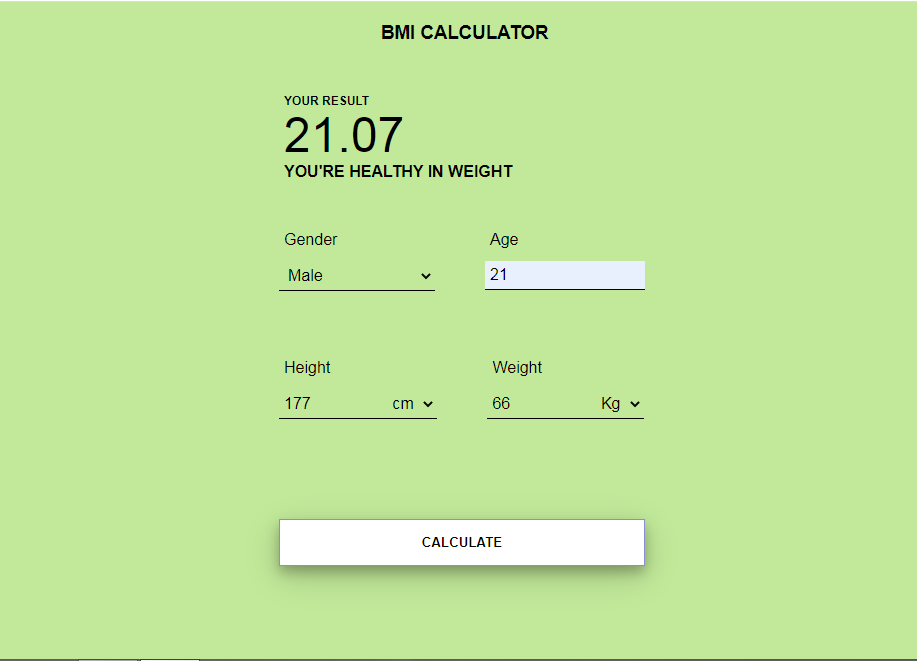 BMI CALCULATOR
YOUR RESULT
21.07
YOU'RE HEALTHY IN WEIGHT
Gender Age
Male 21
Height Weight
177 cm 66 Kg
CALCULATE